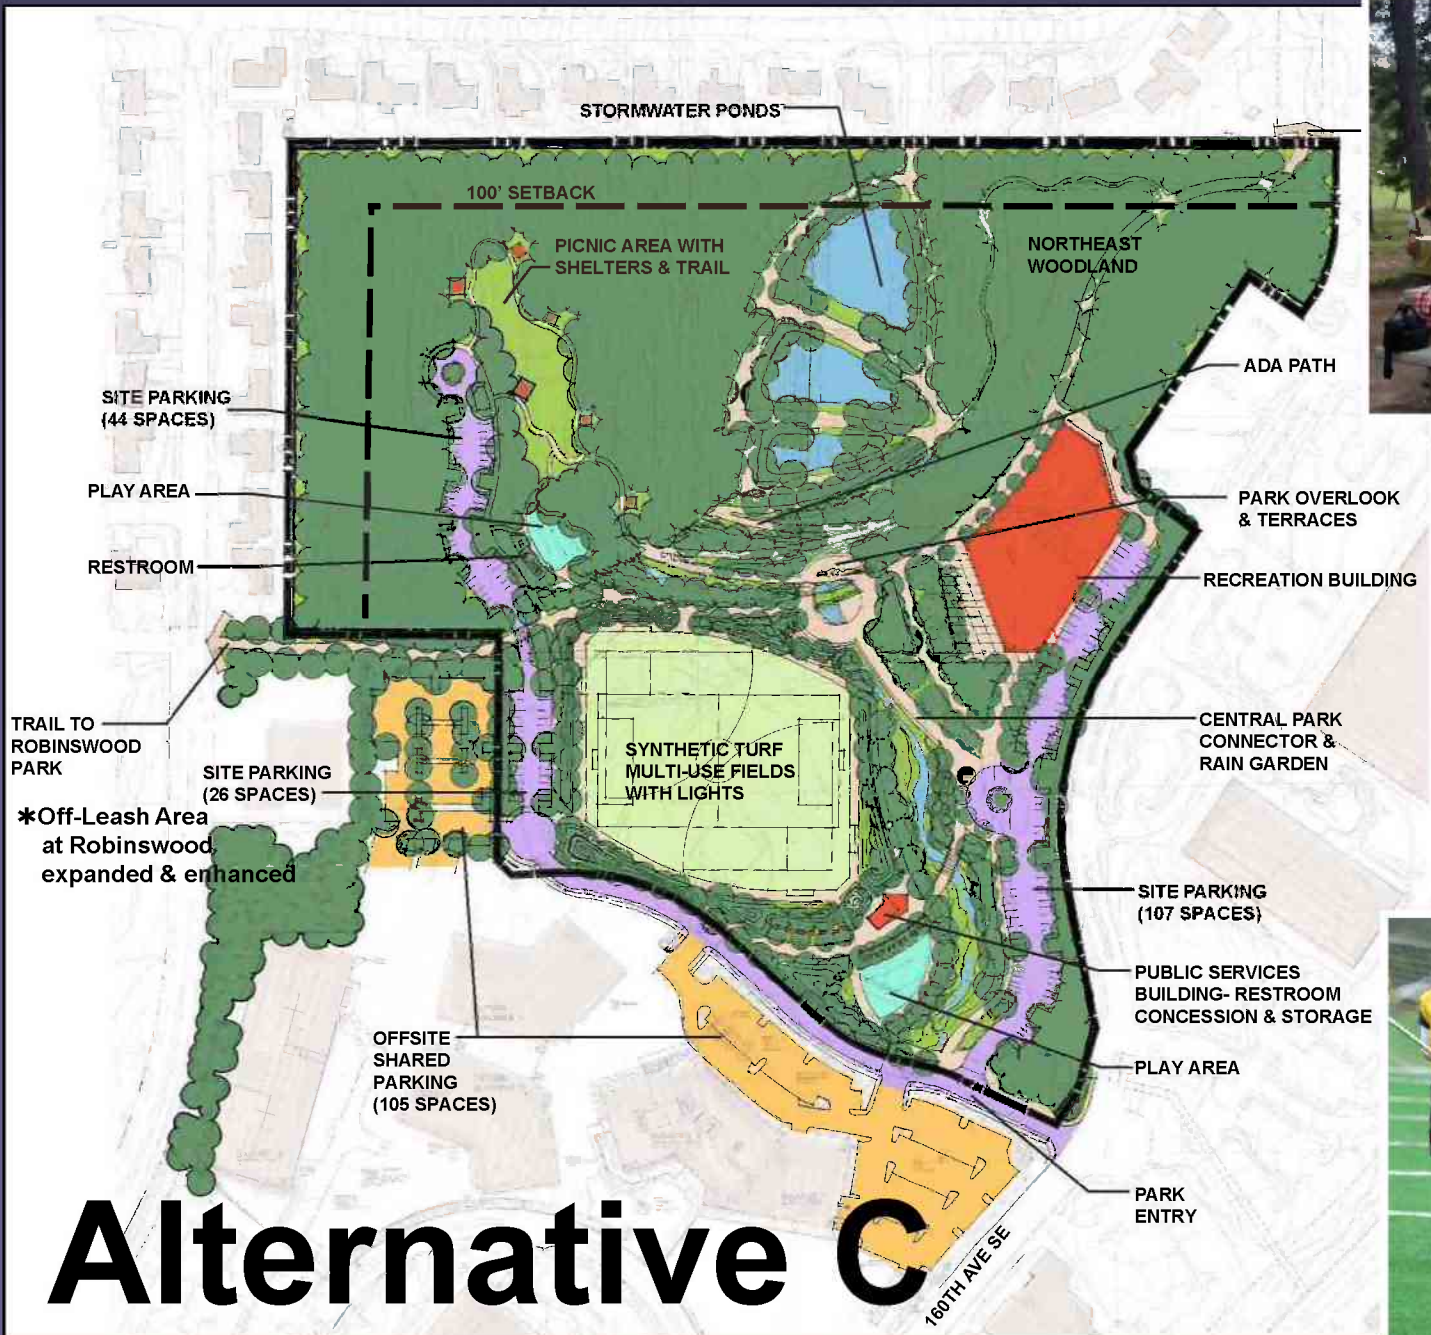 STORMWATER PONDS
100' SETBACK
PICNIC AREA WITH
SHELTERS & TRAIL
NORTHEAST
WOODLAND
ADA PATH
SITE PARKING
(44 SPACES)
PLAY AREA
PARK OVERLOOK
& TERRACES
RESTROOM
RECREATION BUILDING
TRAIL TO
ROBINSWOOD
PARK
CENTRAL PARK
CONNECTOR &
RAIN GARDEN
SYNTHETIC TURF
MULTI-USE FIELDS
WITH LIGHTS
SITE PARKING
(26 SPACES)
*Off-Leash Area
at Robinswood
expanded & enhanced
SITE PARKING
(107 SPACES)
PUBLIC SERVICES
BUILDING- RESTROOM
CONCESSION & STORAGE
OFFSITE
SHARED
PARKING
(105 SPACES)
PLAY AREA
PARK
ENTRY
160TH AVE SE
Alternative C